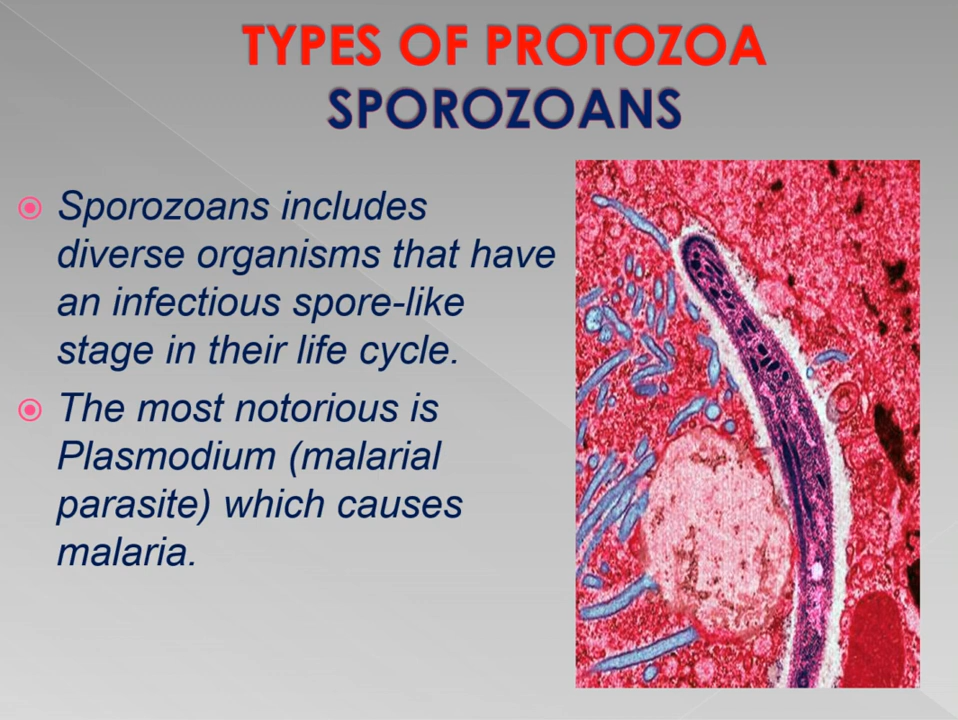 TYPES OF PROTOZOA
SPOROZOANS
Sporozoans includes
diverse organisms that have
an infectious spore-like
stage in their life cycle.
The most notorious is
Plasmodium (malarial
parasite) which causes
malaria.